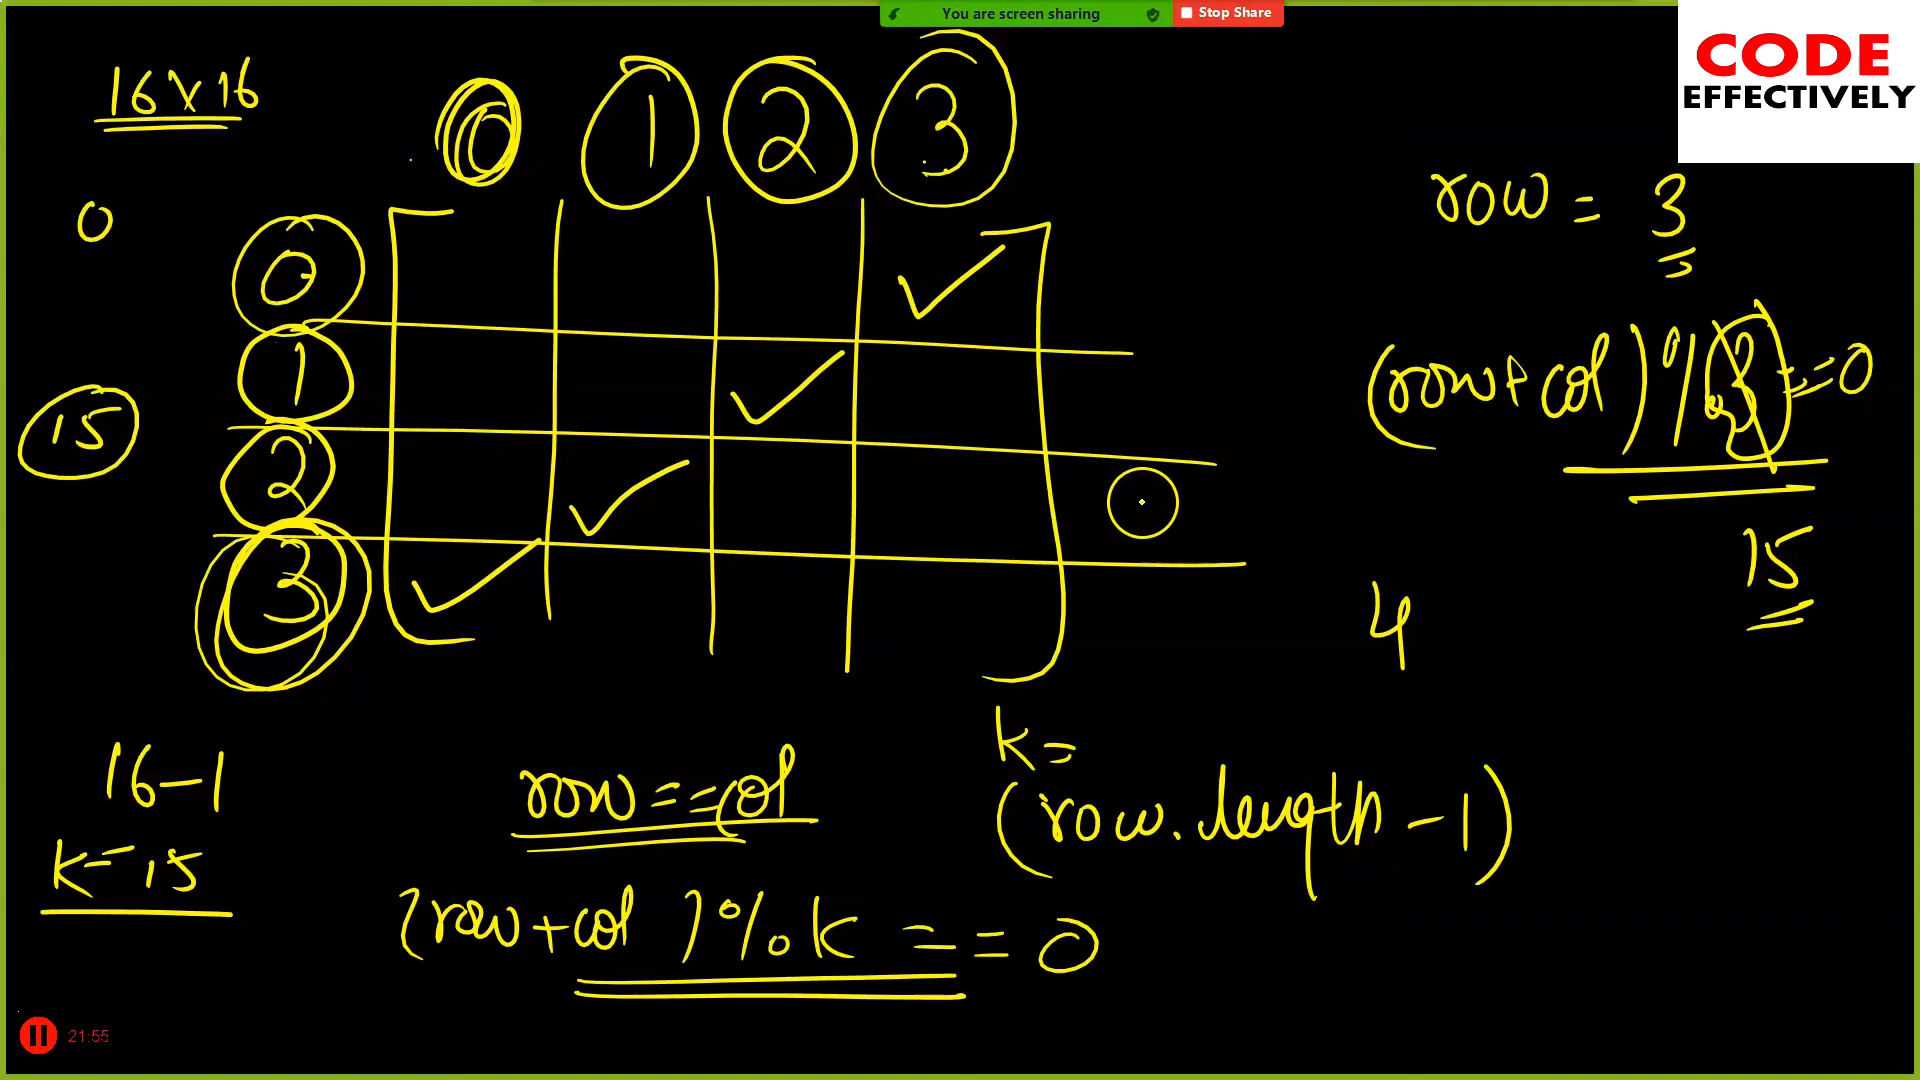 You are screen sharing
Stop Share
CODE
EFFECTIVELY
16x16
0 1 2 3
row = 3
0
0
(row+col)%3==0
1
15
2
15
3
4
16-1
k=
row==col
(row.length-1)
k=15
(row+col)%k==0
21:55